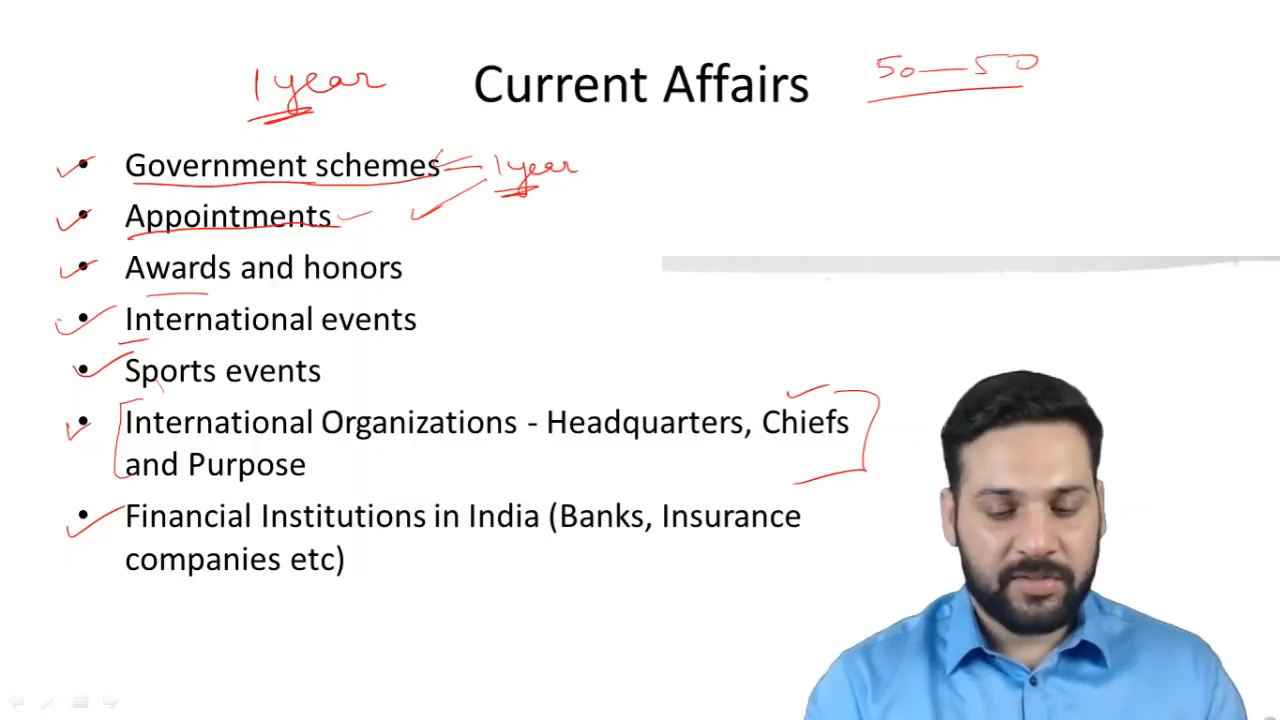 1 year
Current Affairs
50 — 50
• Government schemes
1 year
• Appointments
• Awards and honors
• International events
• Sports events
• International Organizations - Headquarters, Chiefs
and Purpose
• Financial Institutions in India (Banks, Insurance
companies etc)